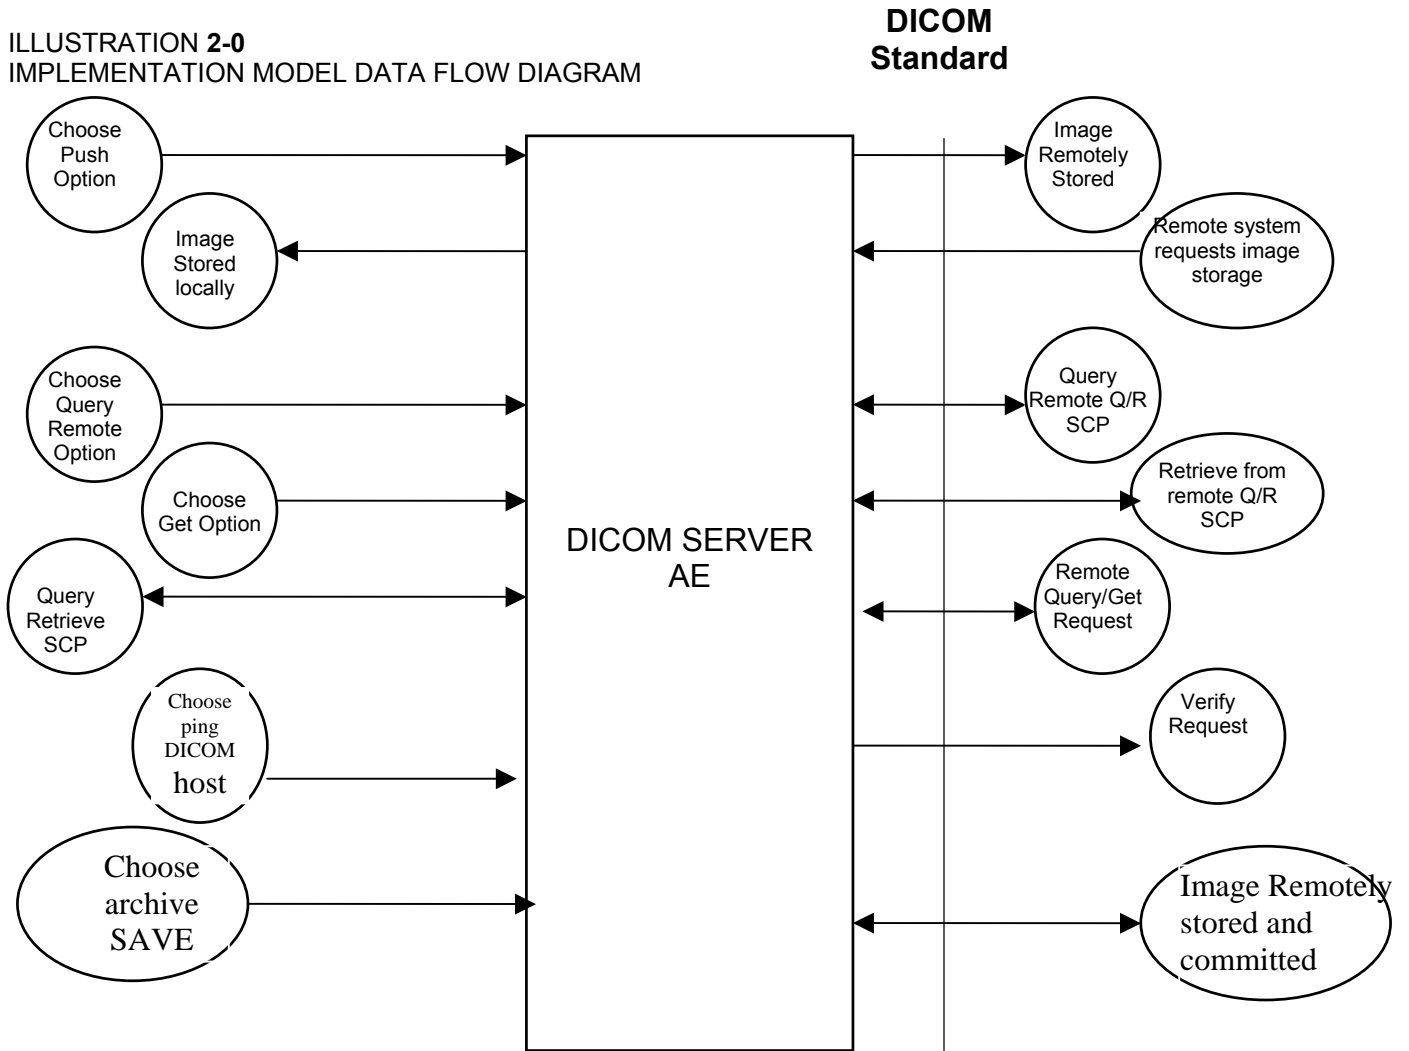 ILLUSTRATION 2-0
IMPLEMENTATION MODEL DATA FLOW DIAGRAM
DICOM
Standard
Choose
Push
Option
Image
Stored
locally
Choose
Query
Remote
Option
Choose
Get Option
Query
Retrieve
SCP
Choose
ping
DICOM
host
Choose
archive
SAVE
DICOM SERVER
AE
Image
Remotely
Stored
Remote system
requests image
storage
Query
Remote Q/R
SCP
Retrieve from
remote Q/R
SCP
Remote
Query/Get
Request
Verify
Request
Image Remotely
stored and
committed